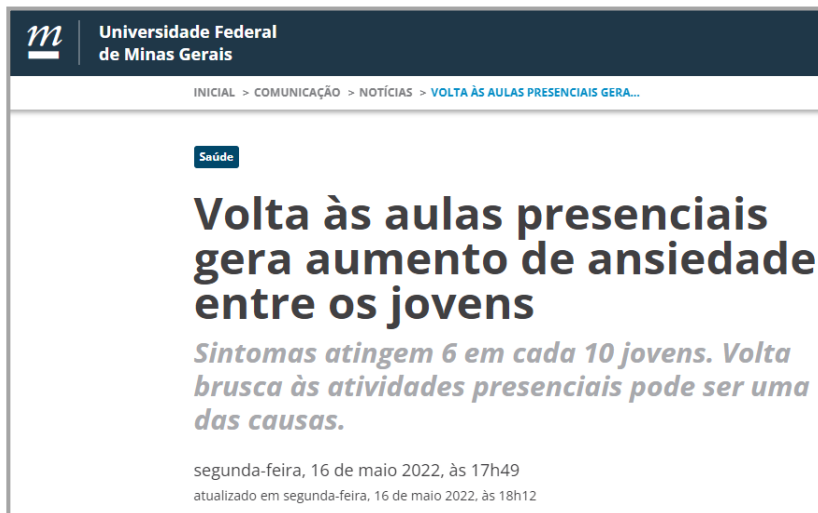 m
Universidade Federal
de Minas Gerais
INICIAL > COMUNICAÇÃO > NOTÍCIAS > VOLTA ÀS AULAS PRESENCIAIS GERA...
Saúde
Volta às aulas presenciais
gera aumento de ansiedade
entre os jovens
Sintomas atingem 6 em cada 10 jovens. Volta
brusca às atividades presenciais pode ser uma
das causas.
segunda-feira, 16 de maio 2022, às 17h49
atualizado em segunda-feira, 16 de maio 2022, às 18h12